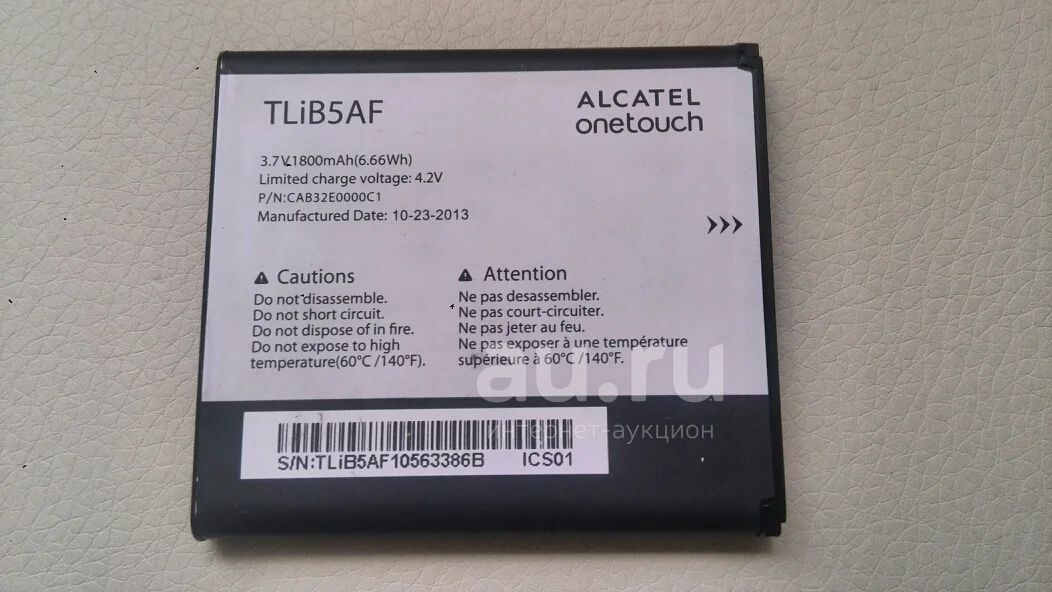 TLiB5AF
ALCATEL
onetouch
3.7V 1800mAh(6.66Wh)
Limited charge voltage: 4.2V
P/N:CAB32E0000C1
Manufactured Date: 10-23-2013
Cautions
Do not disassemble.
Do not short circuit.
Do not dispose of in fire.
Do not expose to high
temperature(60°C /140°F).
Attention
Ne pas desassembler.
Ne pas court-circuiter.
Ne pas jeter au feu.
Ne pas exposer à une température
supérieure à 60°C /140°F.
au.ru
интернет-аукцион
S/N:TLiB5AF10563386B ICS01